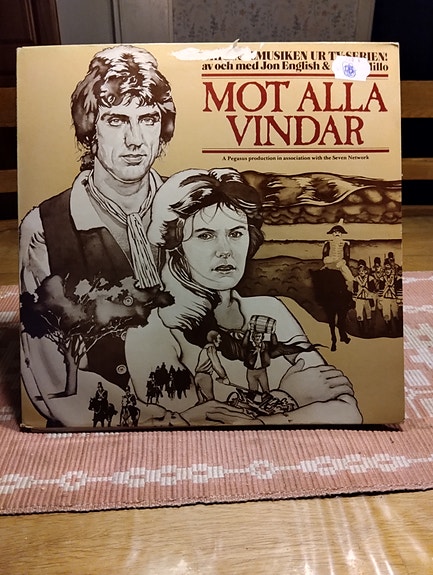 MUSIKEN UR TV-SERIEN!
av och med Jon English &
MOT ALLA
VINDAR
A Pegasus production in association with the Seven Network